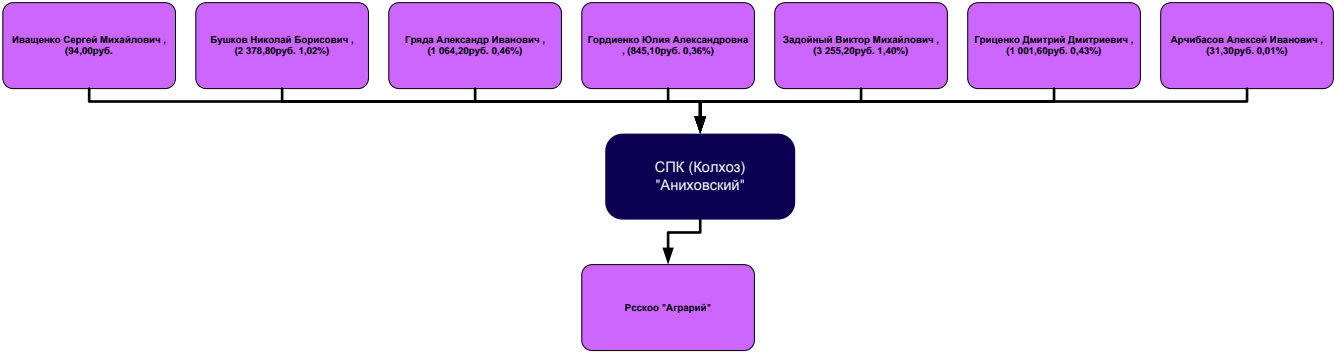 Иващенко Сергей Михайлович ,
(94,00руб.
Бушков Николай Борисович ,
(2 378,80руб. 1,02%)
Гряда Александр Иванович ,
(1 064,20руб. 0,46%)
Гордиенко Юлия Александровна
, (845,10руб. 0,36%)
Задойный Виктор Михайлович ,
(3 255,20руб. 1,40%)
Гриценко Дмитрий Дмитриевич ,
(1 001,60руб. 0,43%)
Арчибасов Алексей Иванович ,
(31,30руб. 0,01%)
СПК (Колхоз)
"Аниховский"
Рсскоо "Аграрий"